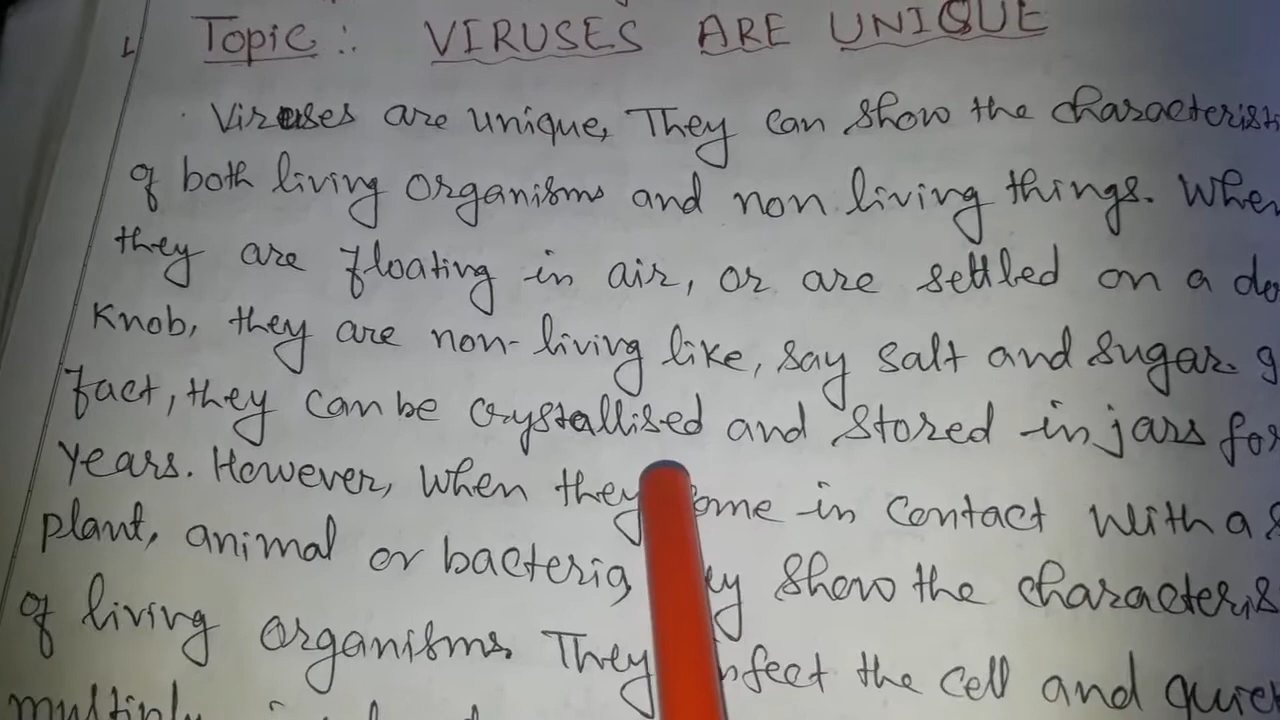 Topic :. VIRUSES ARE UNIQUE
Viruses are unique, They can show the characterist
of both living organisms and non living things. When
they are floating in air, or are settled on a do
knob, they are non-living like, say salt and sugar.
fact, they can be crystallised and stored in jars for
years. However, when they come in contact with a
plant, animal or bacteria, show the characteris
of living organisms. They infect the cell and
multiply